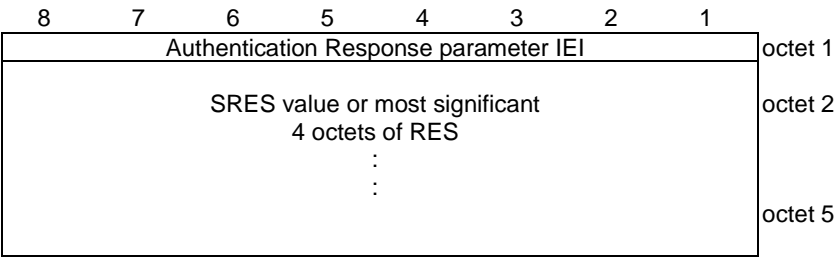 8 7 6 5 4 3 2 1
Authentication Response parameter IEI octet 1
SRES value or most significant octet 2
4 octets of RES
:
:
octet 5